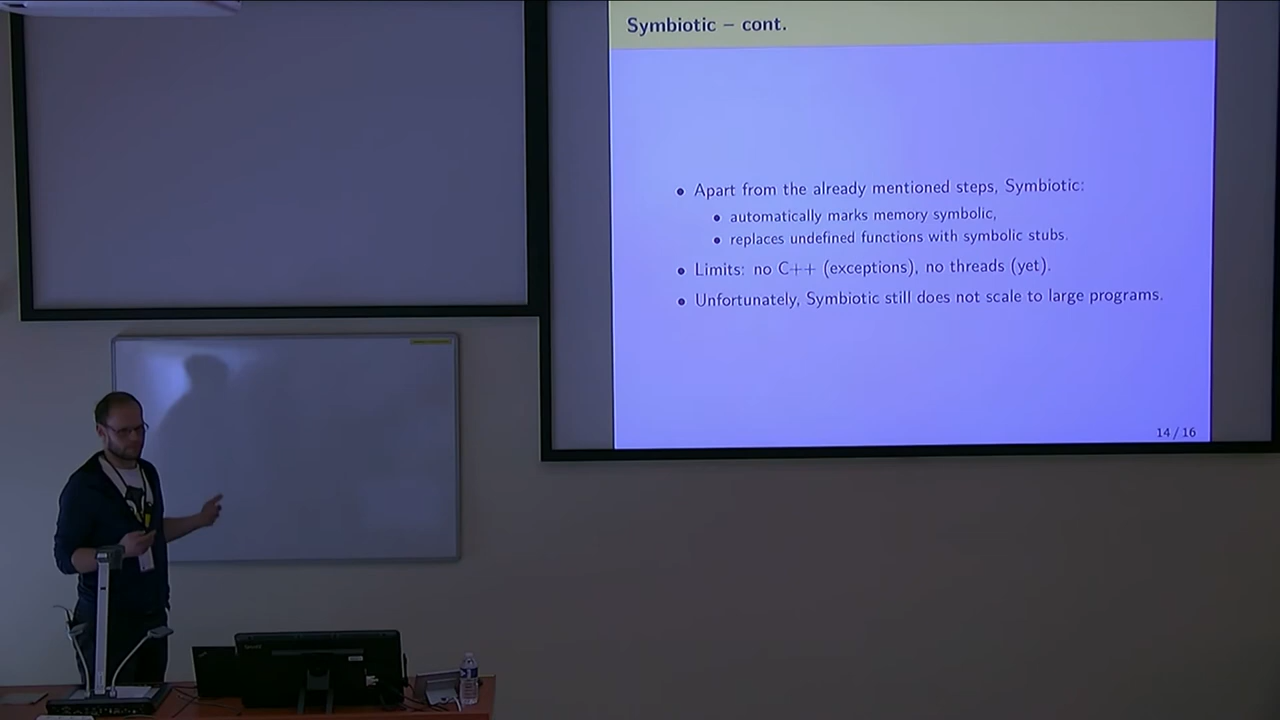 Symbiotic – cont.
Apart from the already mentioned steps, Symbiotic:
automatically marks memory symbolic,
replaces undefined functions with symbolic stubs.
Limits: no C++ (exceptions), no threads (yet).
Unfortunately, Symbiotic still does not scale to large programs.
14 / 16